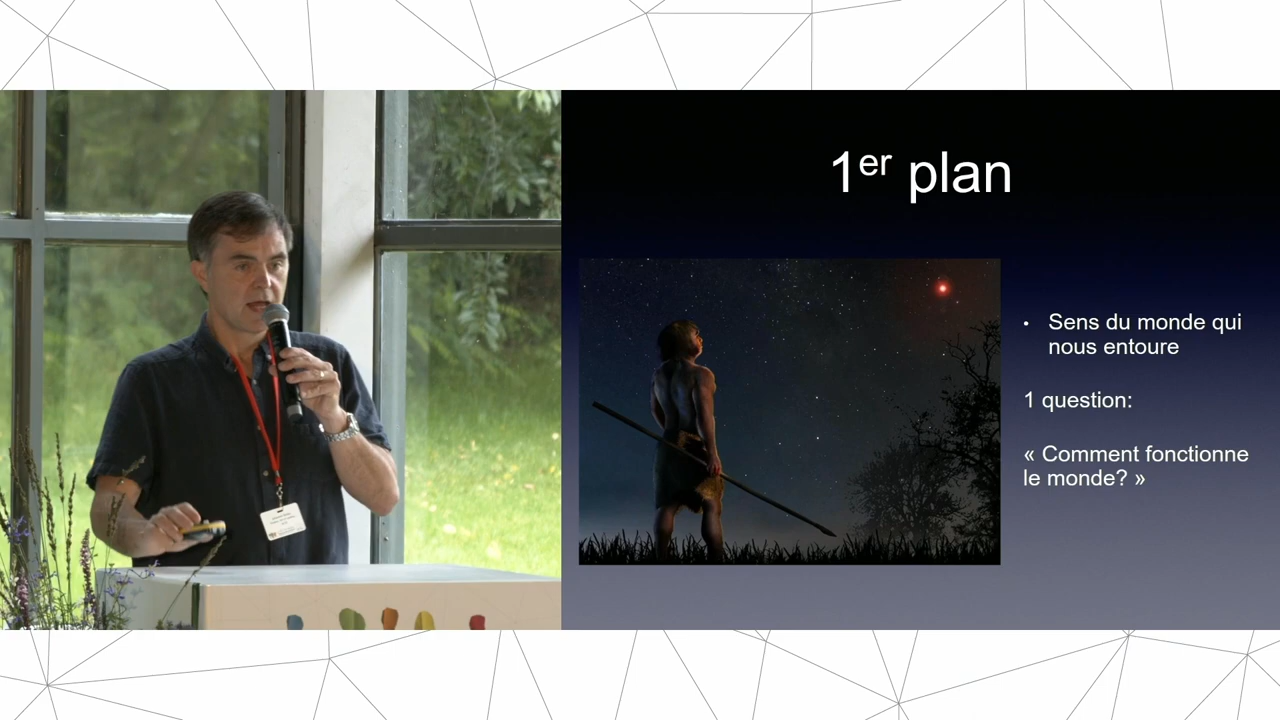 1er plan
• Sens du monde qui
nous entoure
1 question:
« Comment fonctionne
le monde? »